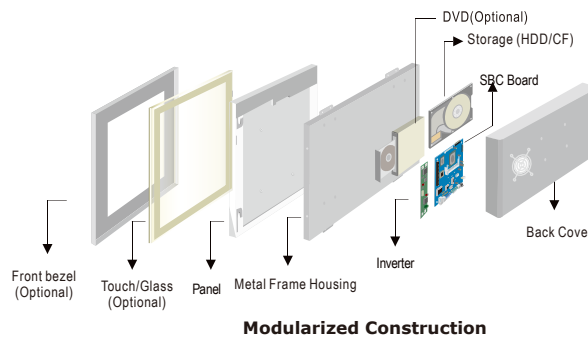 DVD(Optional)
Storage (HDD/CF)
SBC Board
Back Cove
Inverter
Metal Frame Housing
Panel
Touch/Glass
(Optional)
Front bezel
(Optional)
Modularized Construction